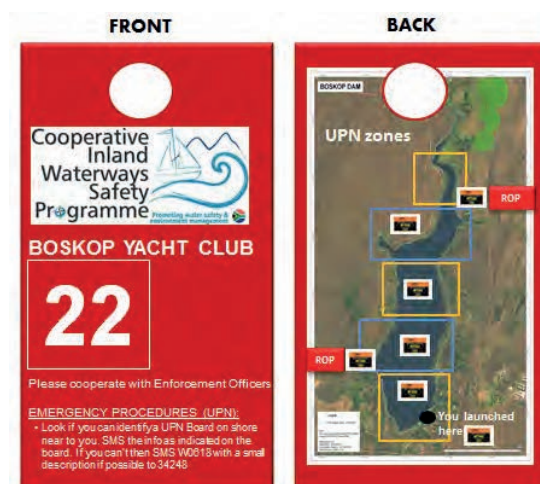 FRONT
BACK
Cooperative
Inland
Waterways
Safety
Programme
Promoting water safety &
environment management
BOSKOP YACHT CLUB
22
Please cooperate with Enforcement Officers
EMERGENCY PROCEDURES (UPN):
• Look if you can identify a UPN Board on shore
near to you. SMS the info as indicated on the
board. If you can't then SMS W0618 with a small
description if possible to 34248
BOSKOP DAM
UPN zones
ROP
ROP
You launched
here